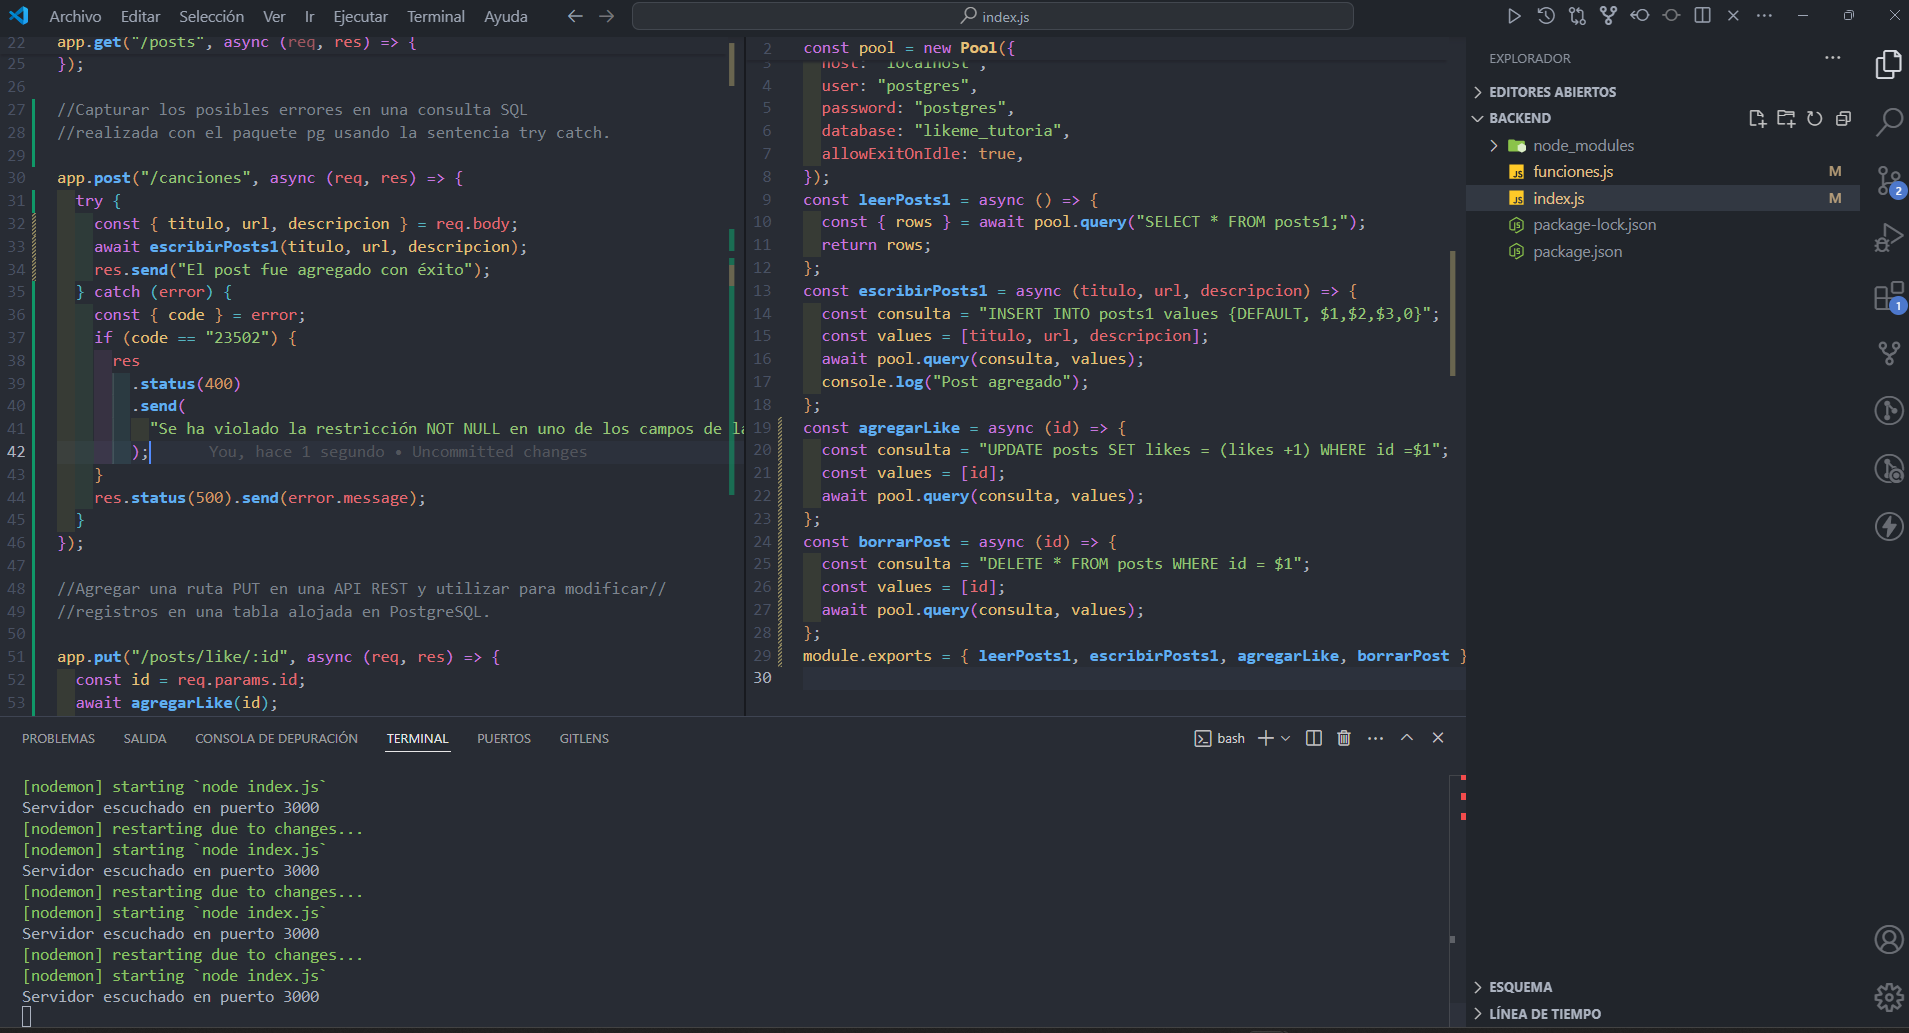 Archivo Editar Selección Ver Ir Ejecutar Terminal Ayuda index.js
22 app.get("/posts", async (req, res) => {
25 });
26
27 //Capturar los posibles errores en una consulta SQL
28 //realizada con el paquete pg usando la sentencia try catch.
29
30 app.post("/canciones", async (req, res) => {
31 try {
32 const { titulo, url, descripcion } = req.body;
33 await escribirPosts1(titulo, url, descripcion);
34 res.send("El post fue agregado con éxito");
35 } catch (error) {
36 const { code } = error;
37 if (code == "23502") {
38 res
39 .status(400)
40 .send(
41 "Se ha violado la restricción NOT NULL en uno de los campos de la
42 ); You, hace 1 segundo • Uncommitted changes
43 }
44 res.status(500).send(error.message);
45 }
46 });
47
48 //Agregar una ruta PUT en una API REST y utilizar para modificar//
49 //registros en una tabla alojada en PostgreSQL.
50
51 app.put("/posts/like/:id", async (req, res) => {
52 const id = req.params.id;
53 await agregarLike(id);
2 const pool = new Pool({
3 host: "localhost",
4 user: "postgres",
5 password: "postgres",
6 database: "likeme_tutoria",
7 allowExitOnIdle: true,
8 });
9 const leerPosts1 = async () => {
10 const { rows } = await pool.query("SELECT * FROM posts1;");
11 return rows;
12 };
13 const escribirPosts1 = async (titulo, url, descripcion) => {
14 const consulta = "INSERT INTO posts1 values {DEFAULT, $1,$2,$3,0}";
15 const values = [titulo, url, descripcion];
16 await pool.query(consulta, values);
17 console.log("Post agregado");
18 };
19 const agregarLike = async (id) => {
20 const consulta = "UPDATE posts SET likes = (likes +1) WHERE id =$1";
21 const values = [id];
22 await pool.query(consulta, values);
23 };
24 const borrarPost = async (id) => {
25 const consulta = "DELETE * FROM posts WHERE id = $1";
26 const values = [id];
27 await pool.query(consulta, values);
28 };
29 module.exports = { leerPosts1, escribirPosts1, agregarLike, borrarPost }
30
EXPLORADOR
EDITORES ABIERTOS
BACKEND
node_modules
funciones.js M
index.js M
package-lock.json
package.json
ESQUEMA
LÍNEA DE TIEMPO
2
1
PROBLEMAS SALIDA CONSOLA DE DEPURACIÓN TERMINAL PUERTOS GITLENS bash
[nodemon] starting `node index.js`
Servidor escuchado en puerto 3000
[nodemon] restarting due to changes...
[nodemon] starting `node index.js`
Servidor escuchado en puerto 3000
[nodemon] restarting due to changes...
[nodemon] starting `node index.js`
Servidor escuchado en puerto 3000
[nodemon] restarting due to changes...
[nodemon] starting `node index.js`
Servidor escuchado en puerto 3000